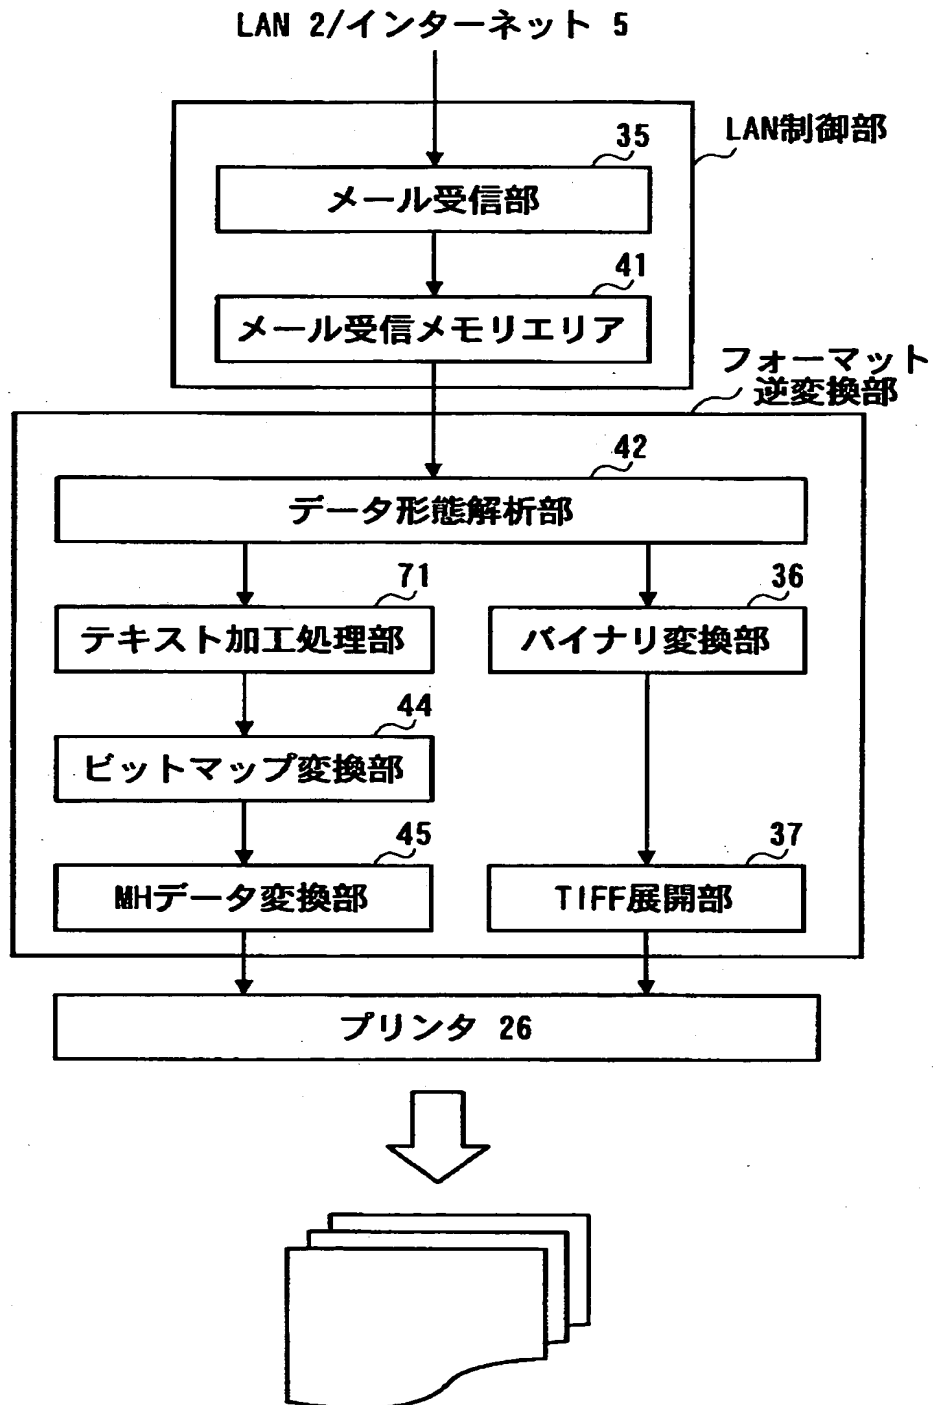 LAN 2/インターネット 5
LAN制御部
35
メール受信部
41
メール受信メモリエリア
フォーマット
逆変換部
42
データ形態解析部
71
テキスト加工処理部
36
バイナリ変換部
44
ビットマップ変換部
45
MHデータ変換部
37
TIFF展開部
プリンタ 26